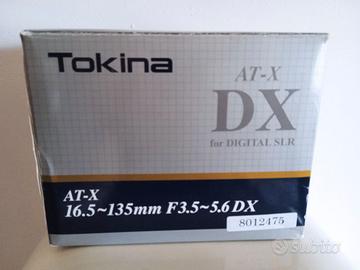 Tokina
AT-X
DX
for DIGITAL SLR
AT-X
16.5~135mm F3.5~5.6 DX
8012475
subito